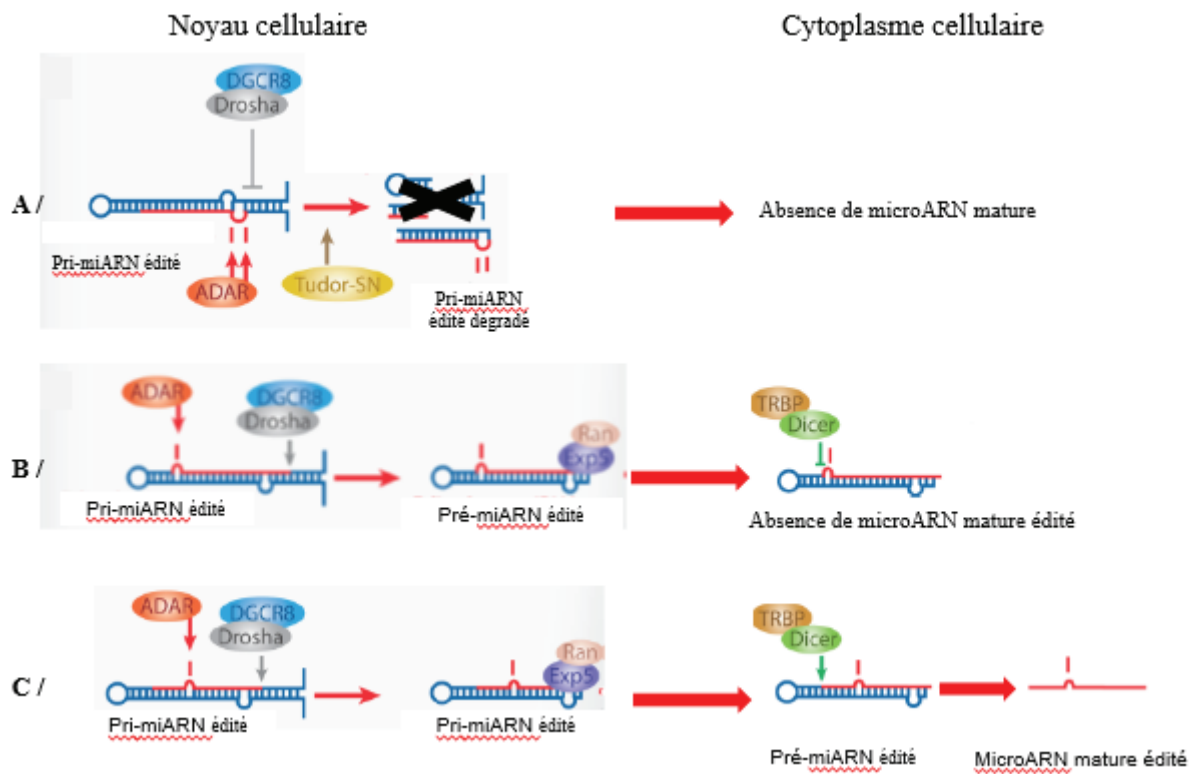 Noyau cellulaire
Cytoplasme cellulaire
DGCR8
Drosha
A /
I I
Pri-miARN édité
ADAR
Tudor-SN
I I
Pri-miARN
édité degradé
Absence de microARN mature
ADAR
DGCR8
Drosha
I
B /
Pri-miARN édité
Ran
Exp5
I
Pré-miARN édité
TRBP
Dicer
I
Absence de microARN mature édité
ADAR
DGCR8
Drosha
I
C /
Pri-miARN édité
Ran
Exp5
I
Pri-miARN édité
TRBP
Dicer
I
Pré-miARN édité
I
MicroARN mature édité